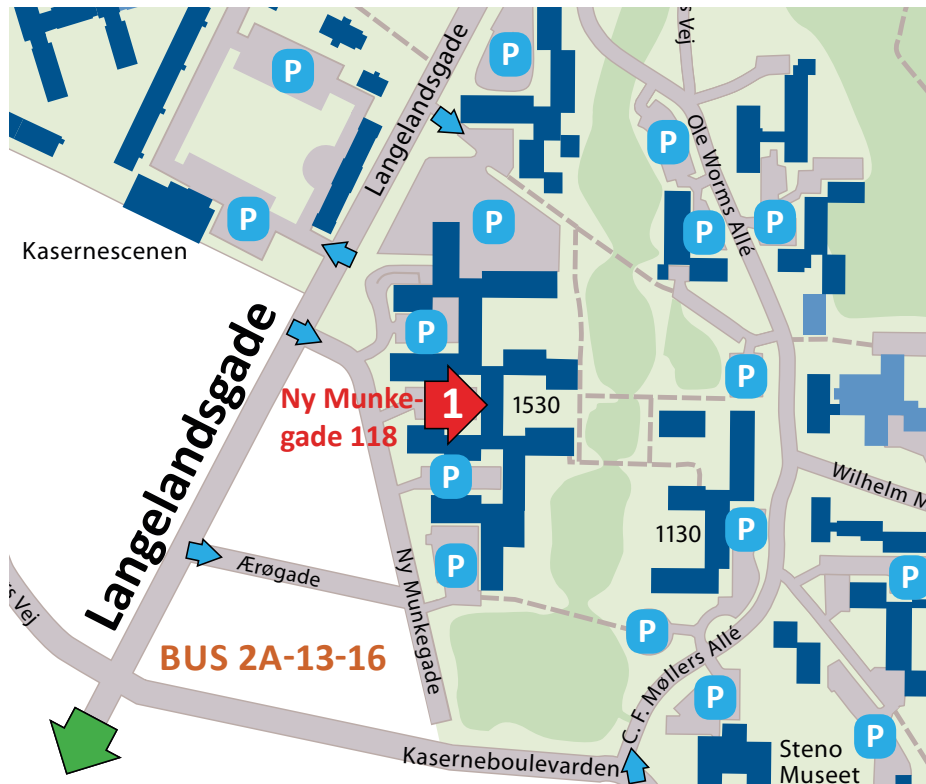 P
P
s Vej
Langelandsgade
Ole Worms Allé
P
P
P
P
P
P
Kasernescenen
Langelandsgade
P
P
Ny Munke-
gade 118
1
1530
P
Wilhelm M
1130
P
P
P
Ærøgade
Ny Munkegade
s Vej
P
BUS 2A-13-16
C. F. Møllers Allé
P
P
Kaserneboulevarden
Steno
Museet